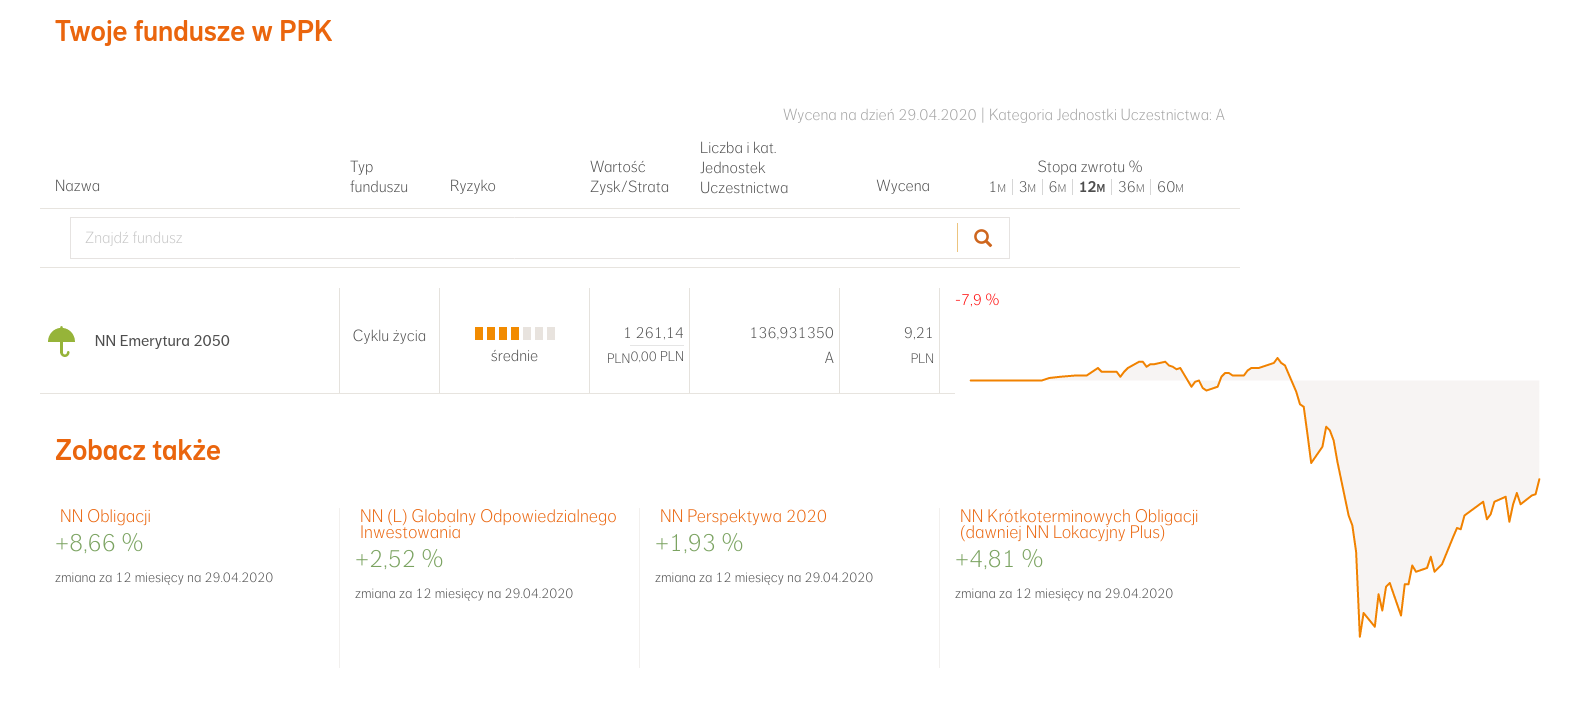 Twoje fundusze w PPK
Wycena na dzień 29.04.2020 | Kategoria Jednostki Uczestnictwa: A
Nazwa
Typ
funduszu
Ryzyko
Wartość
Zysk/Strata
Liczba i kat.
Jednostek
Uczestnictwa
Wycena
Stopa zwrotu %
1M | 3M | 6M | 12M | 36M | 60M
Znajdź fundusz
NN Emerytura 2050
Cyklu życia
średnie
1 261,14
PLN0,00 PLN
136,931350
A
9,21
PLN
-7,9 %
Zobacz także
NN Obligacji
+8,66 %
zmiana za 12 miesięcy na 29.04.2020
NN (L) Globalny Odpowiedzialnego
Inwestowania
+2,52 %
zmiana za 12 miesięcy na 29.04.2020
NN Perspektywa 2020
+1,93 %
zmiana za 12 miesięcy na 29.04.2020
NN Krótkoterminowych Obligacji
(dawniej NN Lokacyjny Plus)
+4,81 %
zmiana za 12 miesięcy na 29.04.2020